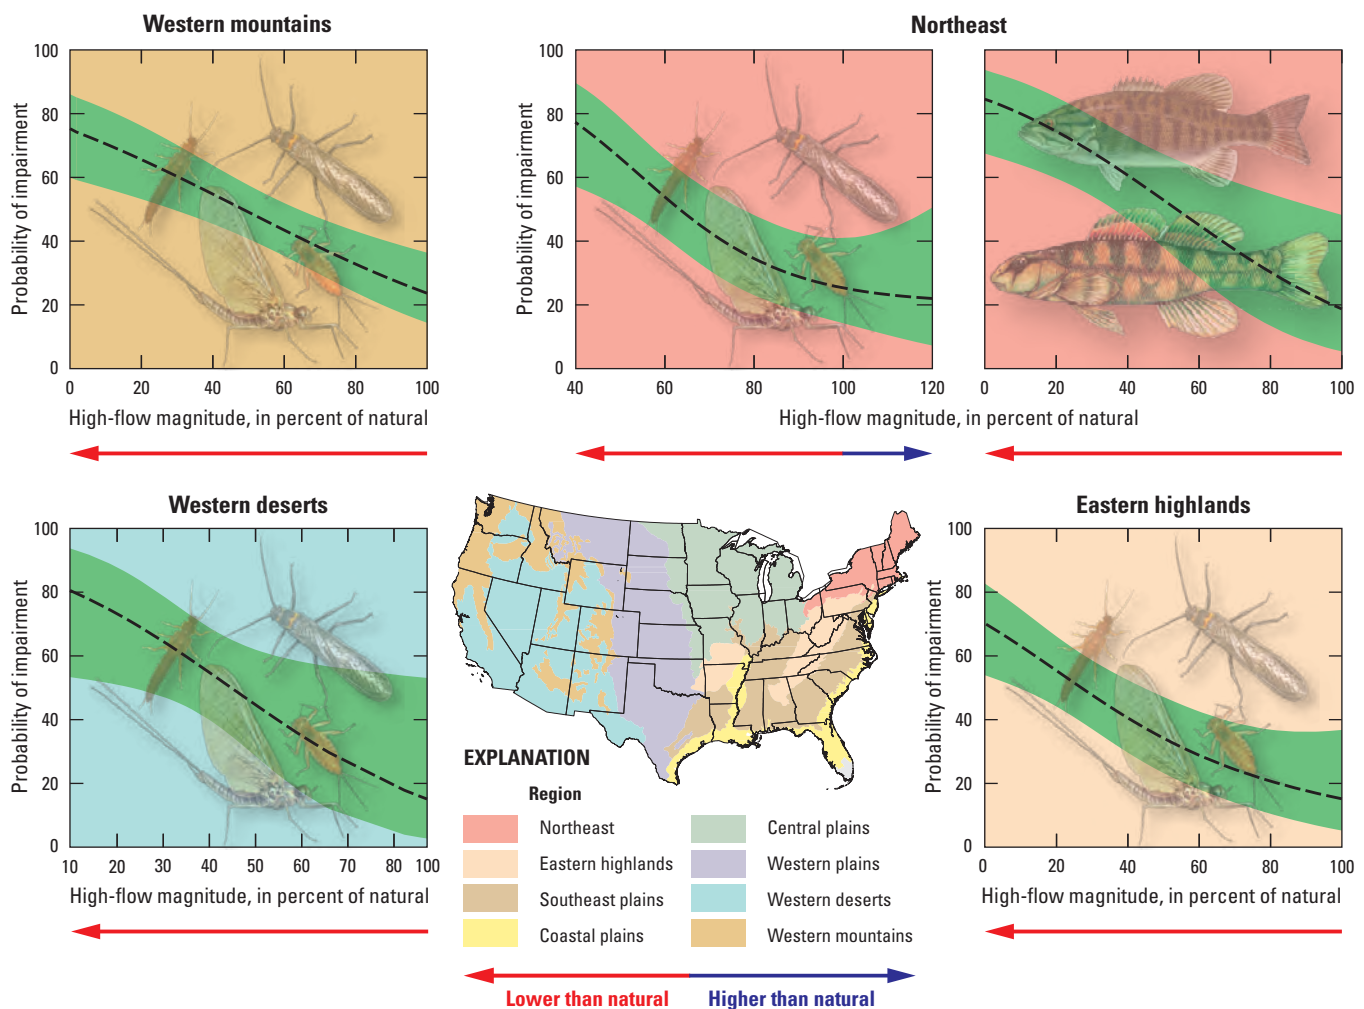 Western mountains
Probability of impairment
100
80
60
40
20
0
0 20 40 60 80 100
High-flow magnitude, in percent of natural
Northeast
Probability of impairment
100
80
60
40
20
0
40 60 80 100 120
100
80
60
40
20
0
0 20 40 60 80 100
High-flow magnitude, in percent of natural
Western deserts
Probability of impairment
100
80
60
40
20
0
10 20 30 40 50 60 70 80 100
High-flow magnitude, in percent of natural
EXPLANATION
Region
Northeast
Eastern highlands
Southeast plains
Coastal plains
Central plains
Western plains
Western deserts
Western mountains
Lower than natural
Higher than natural
Eastern highlands
Probability of impairment
100
80
60
40
20
0
0 20 40 60 80 100
High-flow magnitude, in percent of natural